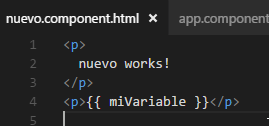 nuevo.component.html ✕ app.component
1 <p>
2 nuevo works!
3 </p>
4 <p>{{ miVariable }}</p>
5